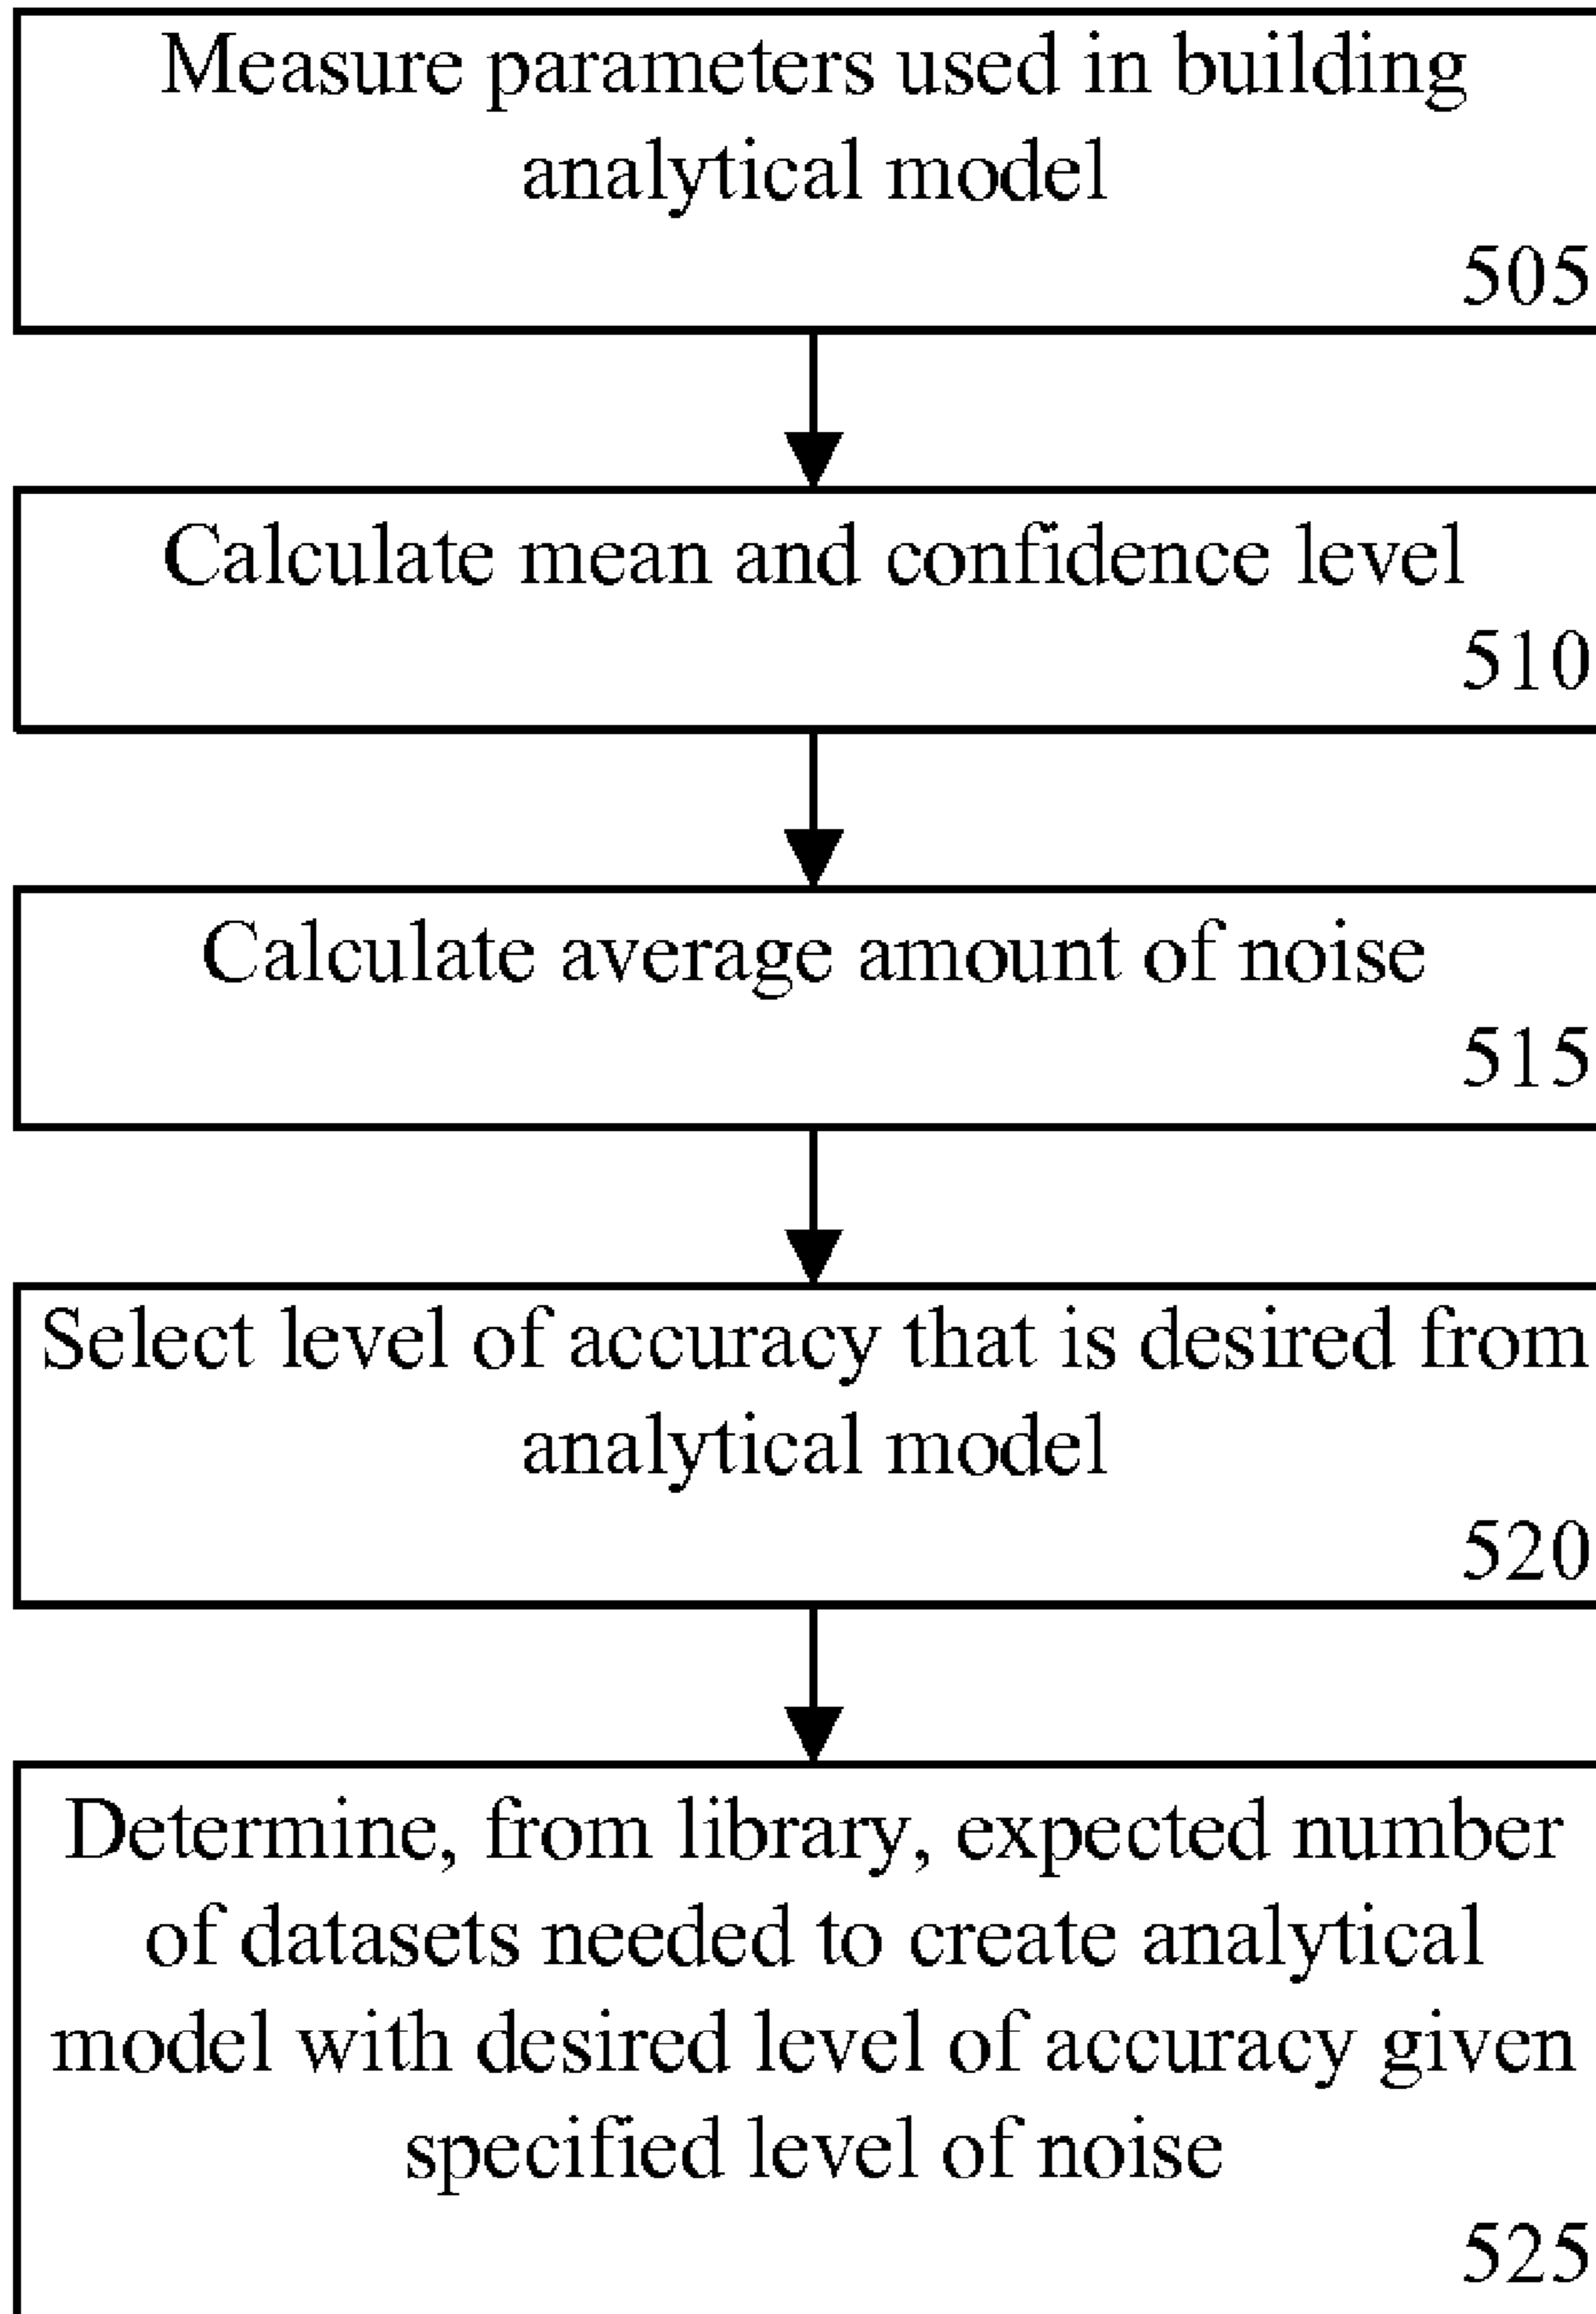 Measure parameters used in building
analytical model
505
Calculate mean and confidence level
510
Calculate average amount of noise
515
Select level of accuracy that is desired from
analytical model
520
Determine, from library, expected number
of datasets needed to create analytical
model with desired level of accuracy given
specified level of noise
525